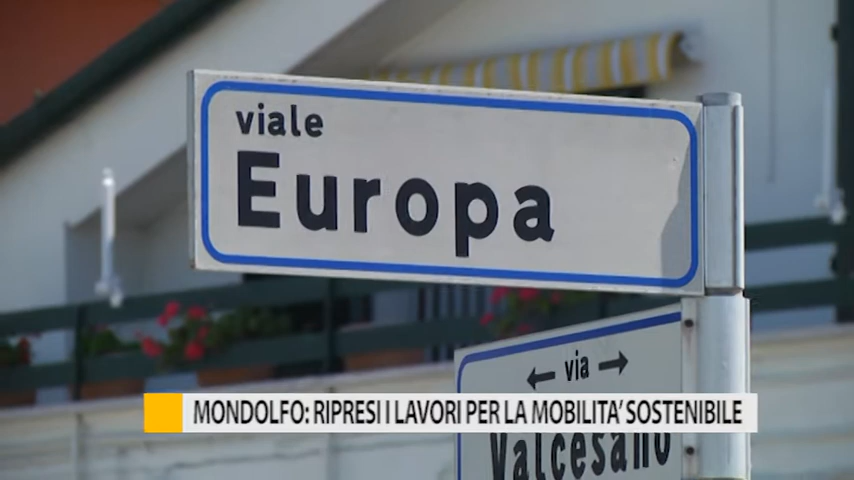 viale
Europa
← via →
MONDOLFO: RIPRESI I LAVORI PER LA MOBILITA' SOSTENIBILE
Valcesano